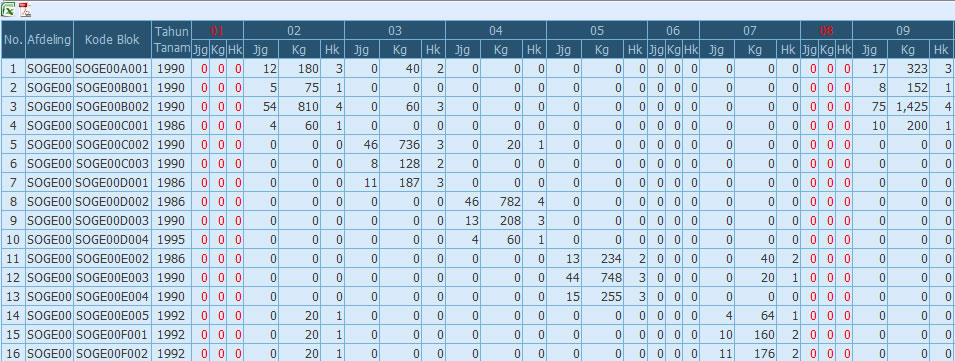 01 02 03 04 05 06 07 08 09
No. Afdeling Kode Blok Tahun Tanam Jjg Kg Hk Jjg Kg Hk Jjg Kg Hk Jjg Kg Hk Jjg Kg Hk Jjg Kg Hk Jjg Kg Hk Jjg Kg Hk Jjg Kg Hk
1 SOGE00 SOGE00A001 1990 0 0 0 12 180 3 0 40 2 0 0 0 0 0 0 0 0 0 0 0 0 0 0 0 17 323 3
2 SOGE00 SOGE00B001 1990 0 0 0 5 75 1 0 0 0 0 0 0 0 0 0 0 0 0 0 0 0 0 0 0 8 152 1
3 SOGE00 SOGE00B002 1990 0 0 0 54 810 4 0 60 3 0 0 0 0 0 0 0 0 0 0 0 0 0 0 0 75 1,425 4
4 SOGE00 SOGE00C001 1986 0 0 0 4 60 1 0 0 0 0 0 0 0 0 0 0 0 0 0 0 0 0 0 0 10 200 1
5 SOGE00 SOGE00C002 1990 0 0 0 0 0 0 46 736 3 0 20 1 0 0 0 0 0 0 0 0 0 0 0 0 0 0 0
6 SOGE00 SOGE00C003 1990 0 0 0 0 0 0 8 128 2 0 0 0 0 0 0 0 0 0 0 0 0 0 0 0 0 0 0
7 SOGE00 SOGE00D001 1986 0 0 0 0 0 0 11 187 3 0 0 0 0 0 0 0 0 0 0 0 0 0 0 0 0 0 0
8 SOGE00 SOGE00D002 1986 0 0 0 0 0 0 0 0 0 46 782 4 0 0 0 0 0 0 0 0 0 0 0 0 0 0 0
9 SOGE00 SOGE00D003 1990 0 0 0 0 0 0 0 0 0 13 208 3 0 0 0 0 0 0 0 0 0 0 0 0 0 0 0
10 SOGE00 SOGE00D004 1995 0 0 0 0 0 0 0 0 0 4 60 1 0 0 0 0 0 0 0 0 0 0 0 0 0 0 0
11 SOGE00 SOGE00E002 1986 0 0 0 0 0 0 0 0 0 0 0 0 13 234 2 0 0 0 0 40 2 0 0 0 0 0 0
12 SOGE00 SOGE00E003 1990 0 0 0 0 0 0 0 0 0 0 0 0 44 748 3 0 0 0 0 20 1 0 0 0 0 0 0
13 SOGE00 SOGE00E004 1990 0 0 0 0 0 0 0 0 0 0 0 0 15 255 3 0 0 0 0 0 0 0 0 0 0 0 0
14 SOGE00 SOGE00E005 1992 0 0 0 0 20 1 0 0 0 0 0 0 0 0 0 0 0 0 4 64 1 0 0 0 0 0 0
15 SOGE00 SOGE00F001 1992 0 0 0 0 20 1 0 0 0 0 0 0 0 0 0 0 0 0 10 160 2 0 0 0 0 0 0
16 SOGE00 SOGE00F002 1992 0 0 0 0 20 1 0 0 0 0 0 0 0 0 0 0 0 0 11 176 0 0 0 0 0 0